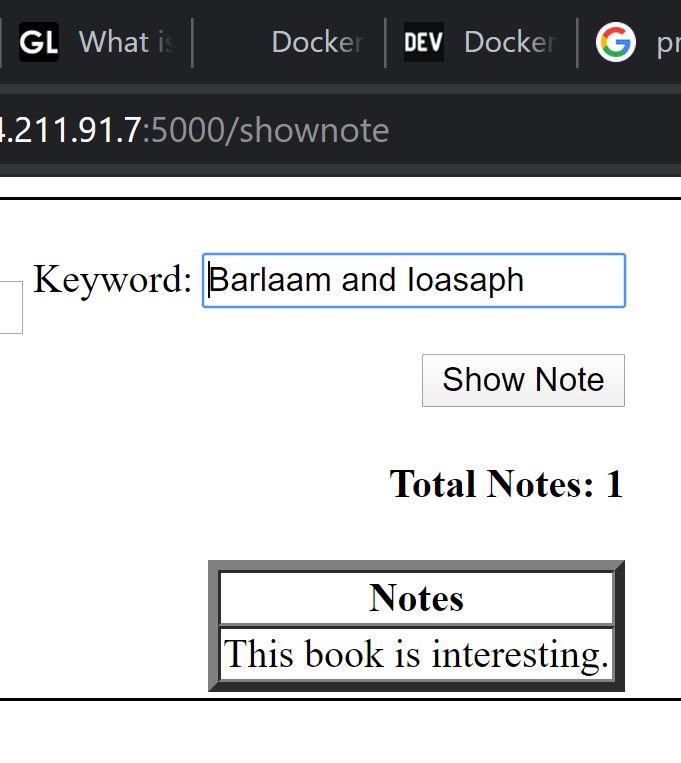 GL What is Docker DEV Docker G pr
.211.91.7:5000/shownote
Keyword: Barlaam and Ioasaph
Show Note
Total Notes: 1
Notes
This book is interesting.